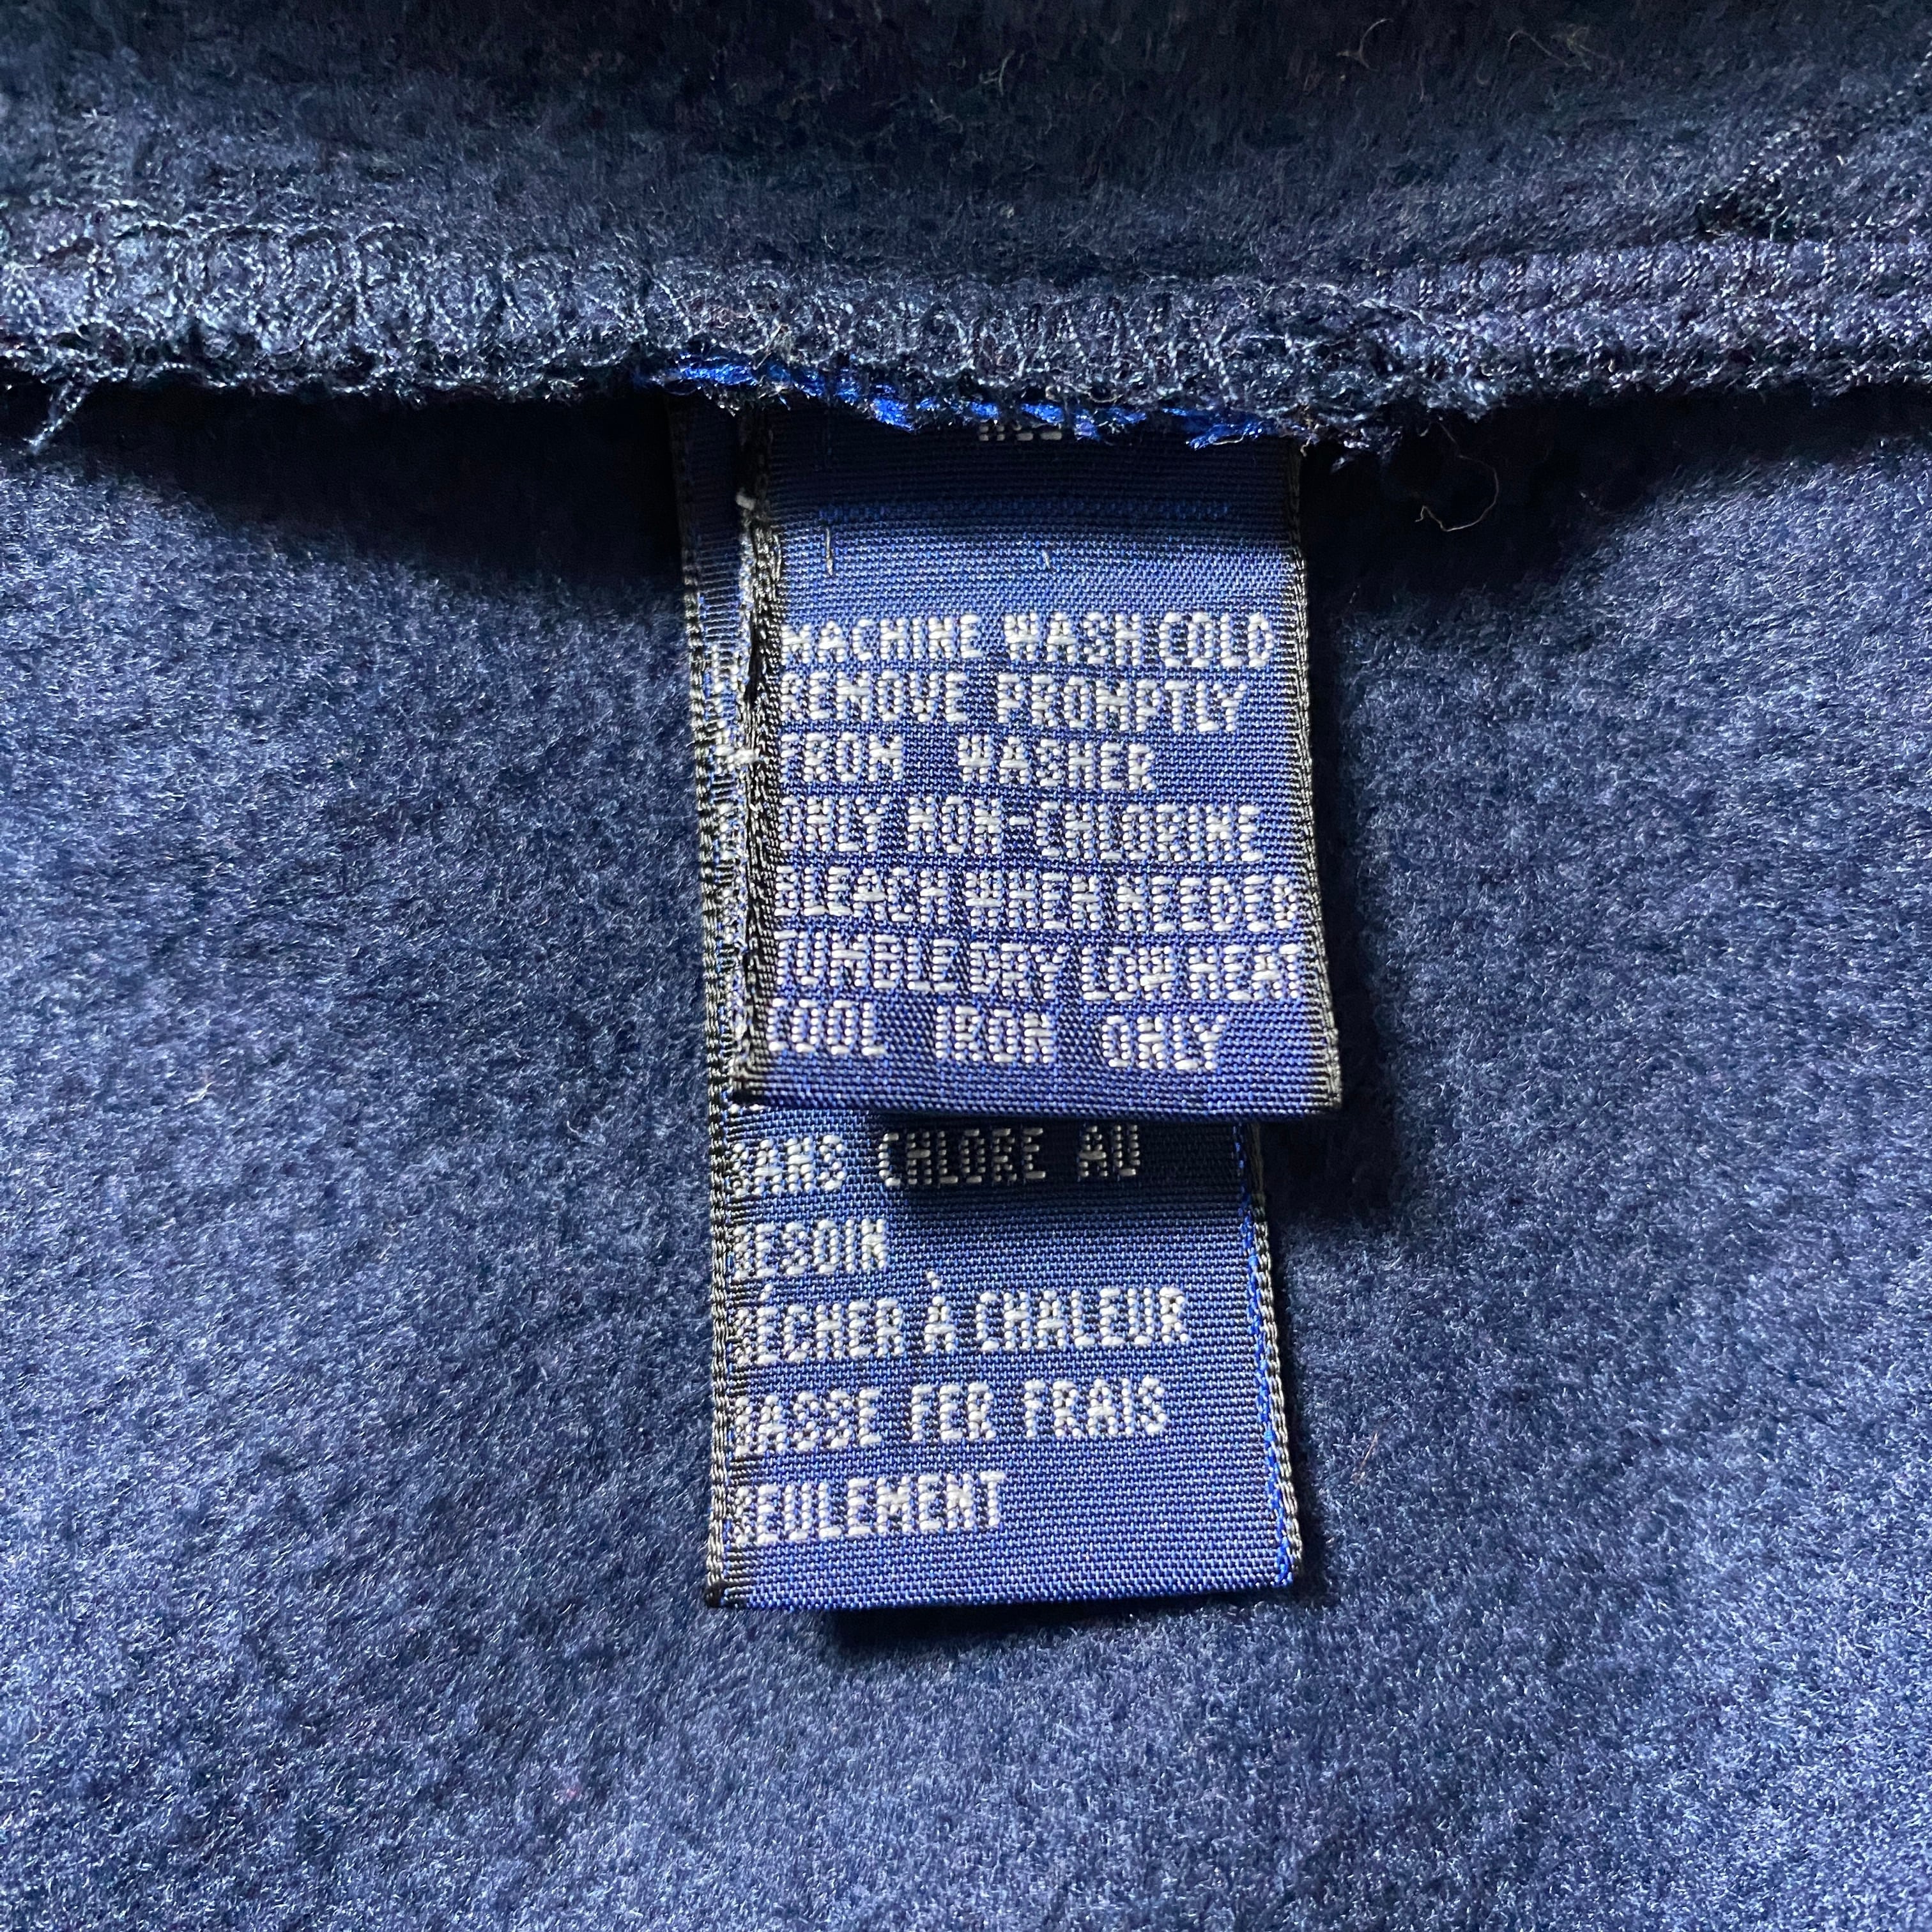 MACHINE WASH COLD
REMOVE PROMPTLY
FROM WASHER
ONLY NON-CHLORINE
BLEACH WHEN NEEDED
TUMBLE DRY LOW HEAT
COOL IRON ONLY
SANS CHLORE AU
BESOIN
SÉCHER À CHALEUR
BASSE FER FRAIS
SEULEMENT